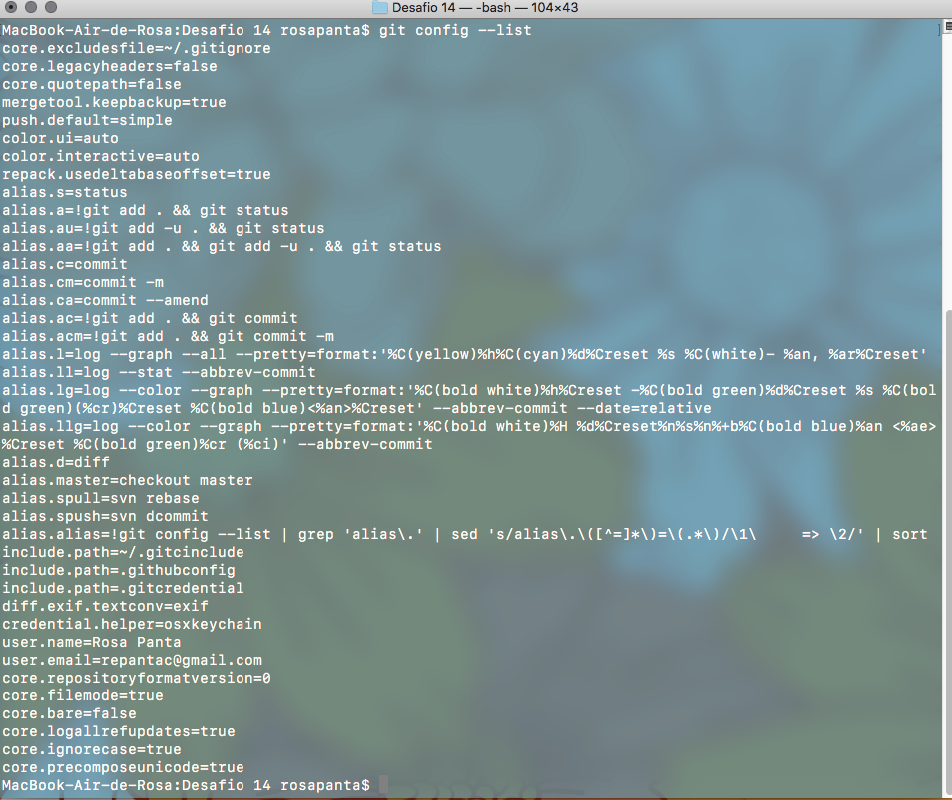 Desafio 14 — -bash — 104×43
MacBook-Air-de-Rosa:Desafio 14 rosapanta$ git config --list
core.excludesfile=~/.gitignore
core.legacyheaders=false
core.quotepath=false
mergetool.keepbackup=true
push.default=simple
color.ui=auto
color.interactive=auto
repack.usedeltabaseoffset=true
alias.s=status
alias.a=!git add . && git status
alias.au=!git add -u . && git status
alias.aa=!git add . && git add -u . && git status
alias.c=commit
alias.cm=commit -m
alias.ca=commit --amend
alias.ac=!git add . && git commit
alias.acm=!git add . && git commit -m
alias.l=log --graph --all --pretty=format:'%C(yellow)%h%C(cyan)%d%Creset %s %C(white)- %an, %ar%Creset'
alias.ll=log --stat --abbrev-commit
alias.lg=log --color --graph --pretty=format:'%C(bold white)%h%Creset -%C(bold green)%d%Creset %s %C(bol
d green)(%cr)%Creset %C(bold blue)<%an>%Creset' --abbrev-commit --date=relative
alias.llg=log --color --graph --pretty=format:'%C(bold white)%H %d%Creset%n%s%n%+b%C(bold blue)%an <%ae>
%Creset %C(bold green)%cr (%ci)' --abbrev-commit
alias.d=diff
alias.master=checkout master
alias.spull=svn rebase
alias.spush=svn dcommit
alias.alias=!git config --list | grep 'alias\.' | sed 's/alias\.\([^=]*\)=\(.*\)/\1\     => \2/' | sort
include.path=~/.gitcinclude
include.path=.githubconfig
include.path=.gitcredential
diff.exif.textconv=exif
credential.helper=osxkeychain
user.name=Rosa Panta
user.email=repantac@gmail.com
core.repositoryformatversion=0
core.filemode=true
core.bare=false
core.logallrefupdates=true
core.ignorecase=true
core.precomposeunicode=true
MacBook-Air-de-Rosa:Desafio 14 rosapanta$